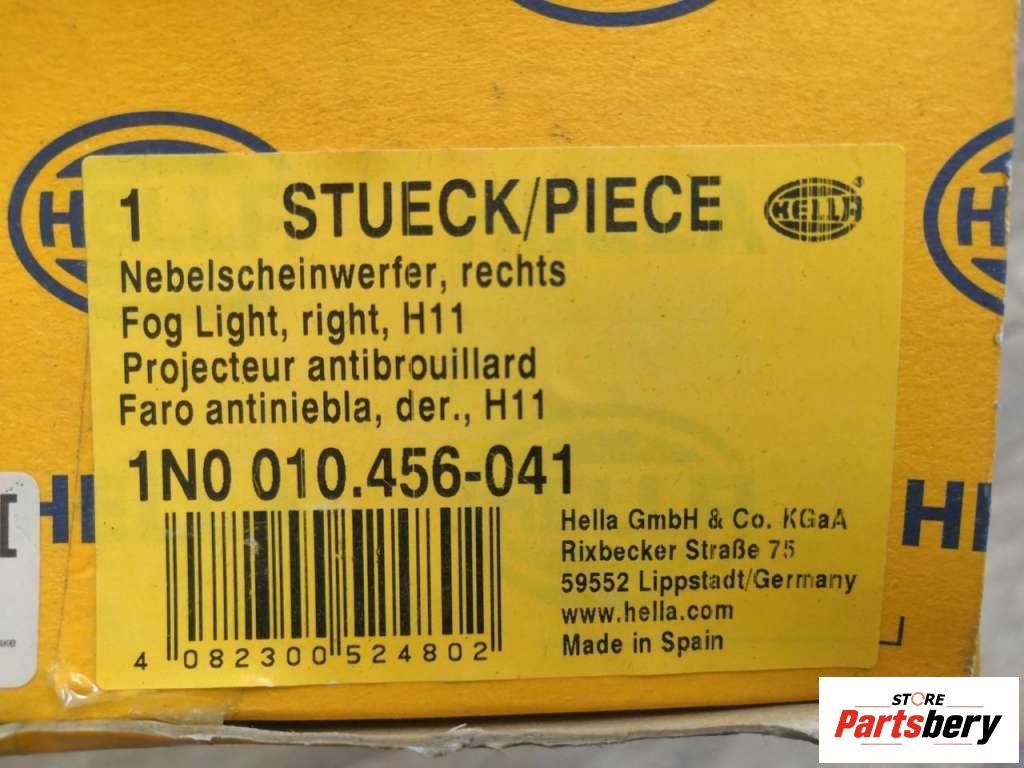 1 STUECK/PIECE HELLA ®
Nebelscheinwerfer, rechts
Fog Light, right, H11
Projecteur antibrouillard
Faro antiniebla, der., H11
1N0 010.456-041
Hella GmbH & Co. KGaA
Rixbecker Straße 75
59552 Lippstadt/Germany
www.hella.com
Made in Spain
4 082300 524802
STORE
Partsbery